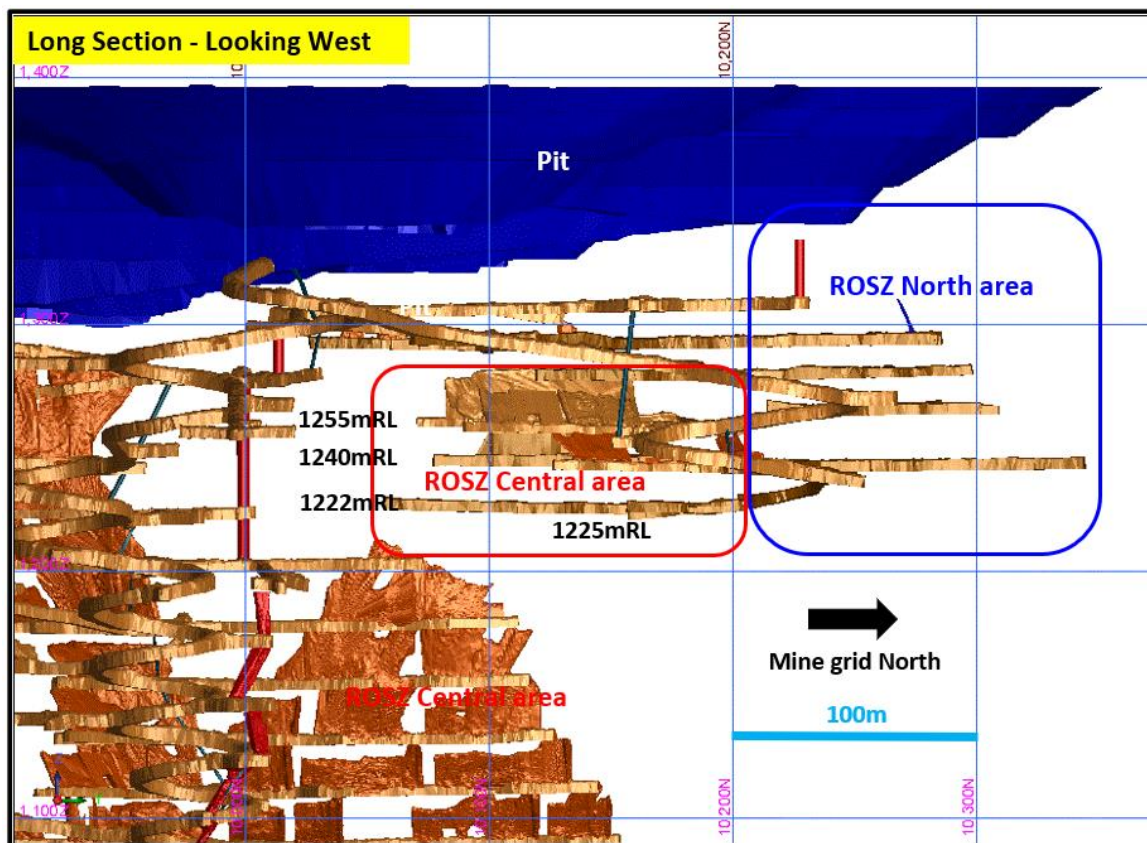 Long Section - Looking West
10,200N
1,400Z
Pit
ROSZ North area
1255mRL
1240mRL
ROSZ Central area
1222mRL
1225mRL
Mine grid North
ROSZ Central area
100m
1,100Z
10,200N
10,300N